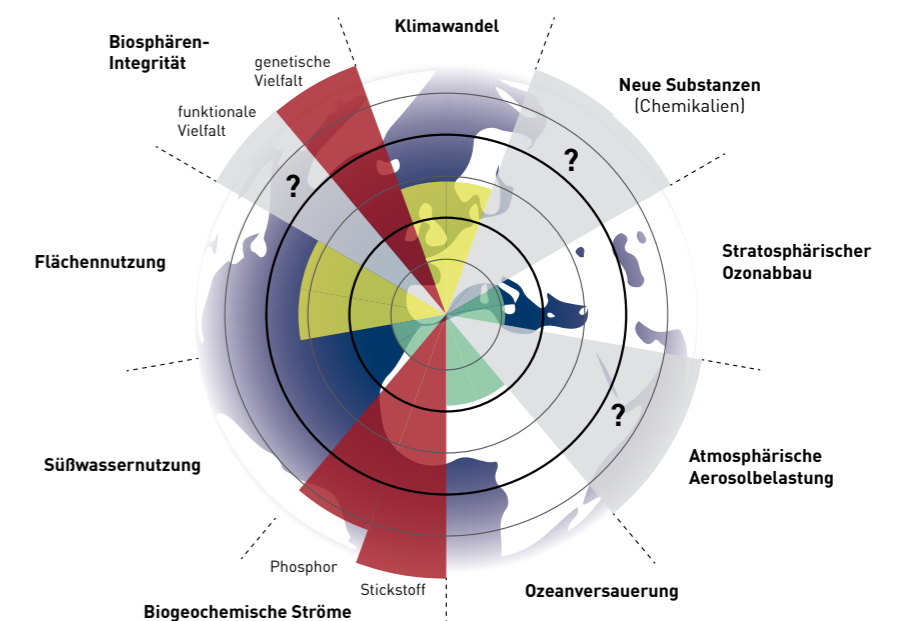 Klimawandel
Biosphären-
Integrität
genetische
Vielfalt
funktionale
Vielfalt
Neue Substanzen
(Chemikalien)
?
?
Flächennutzung
Stratosphärischer
Ozonabbau
?
Süßwassernutzung
Atmosphärische
Aerosolbelastung
Phosphor
Stickstoff
Ozeanversauerung
Biogeochemische Ströme